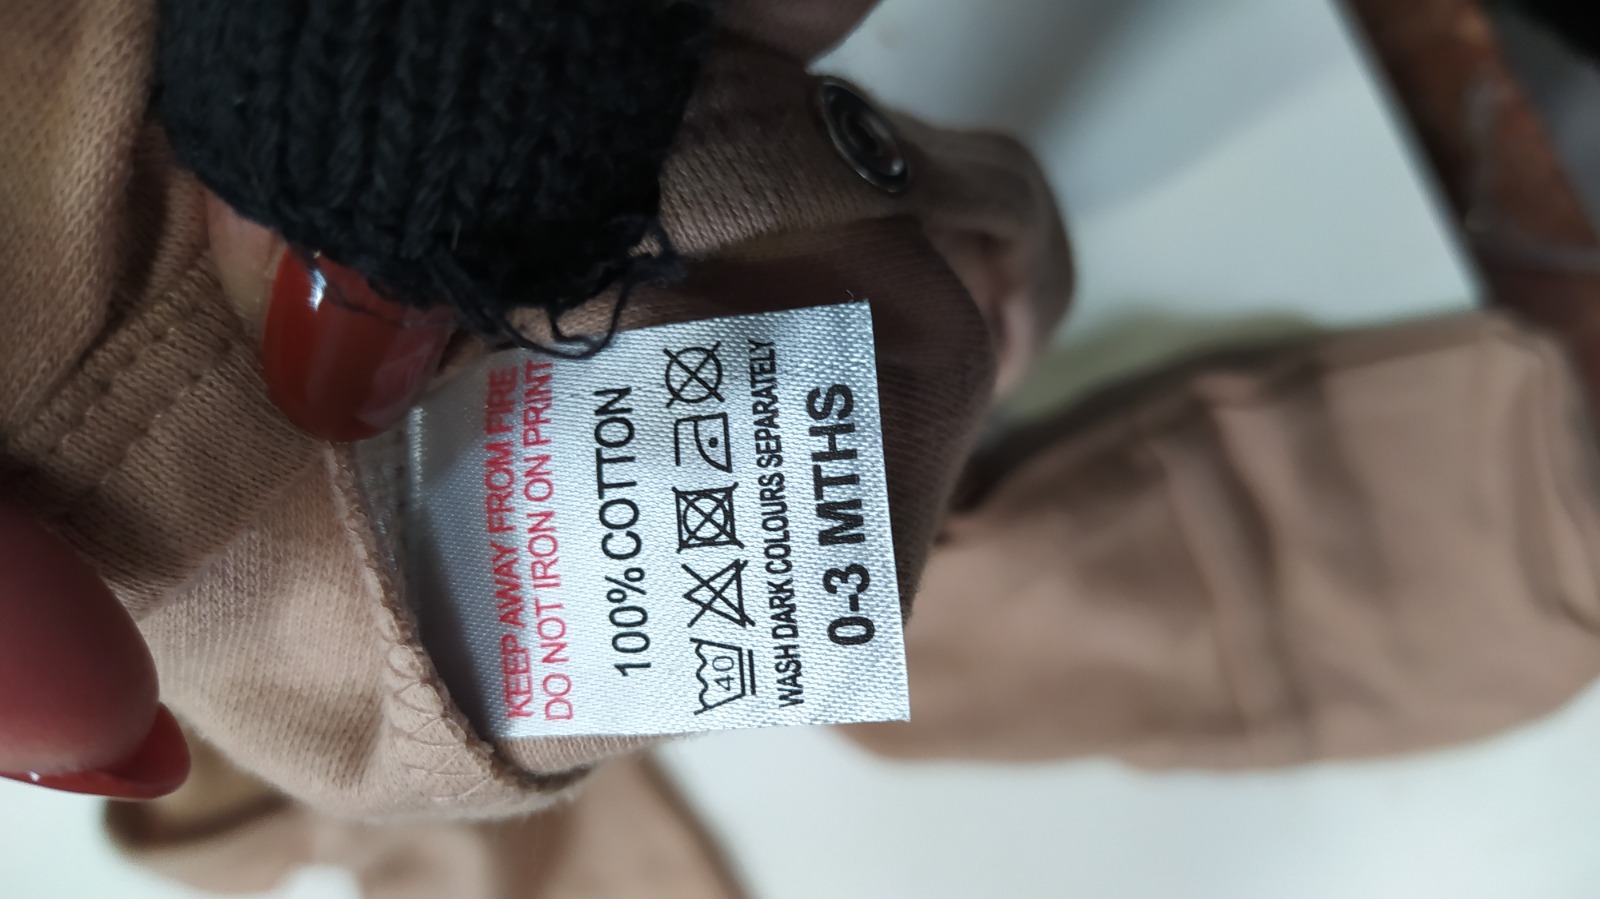 KEEP AWAY FROM FIRE
DO NOT IRON ON PRINT
100% COTTON
40
WASH DARK COLOURS SEPARATELY
0-3 MTHS